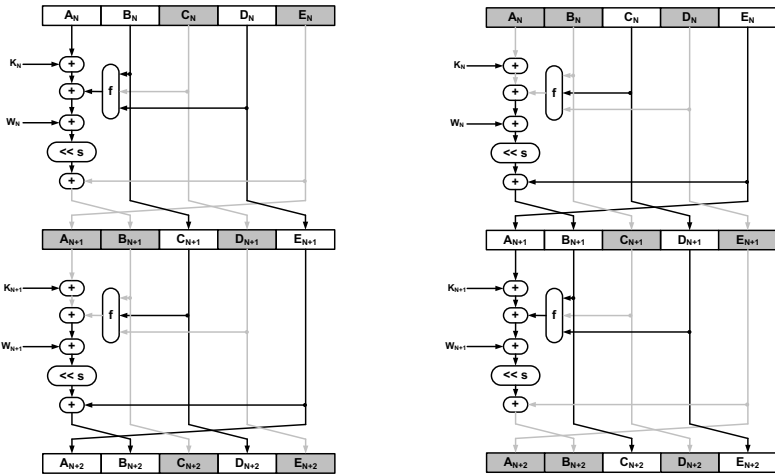 A_N B_N C_N D_N E_N
K_N +
+ f
W_N +
<< s
+
A_N+1 B_N+1 C_N+1 D_N+1 E_N+1
K_N+1 +
+ f
W_N+1 +
<< s
+
A_N+2 B_N+2 C_N+2 D_N+2 E_N+2
A_N B_N C_N D_N E_N
K_N +
+ f
W_N +
<< s
+
A_N+1 B_N+1 C_N+1 D_N+1 E_N+1
K_N+1 +
+ f
W_N+1 +
<< s
+
A_N+2 B_N+2 C_N+2 D_N+2 E_N+2